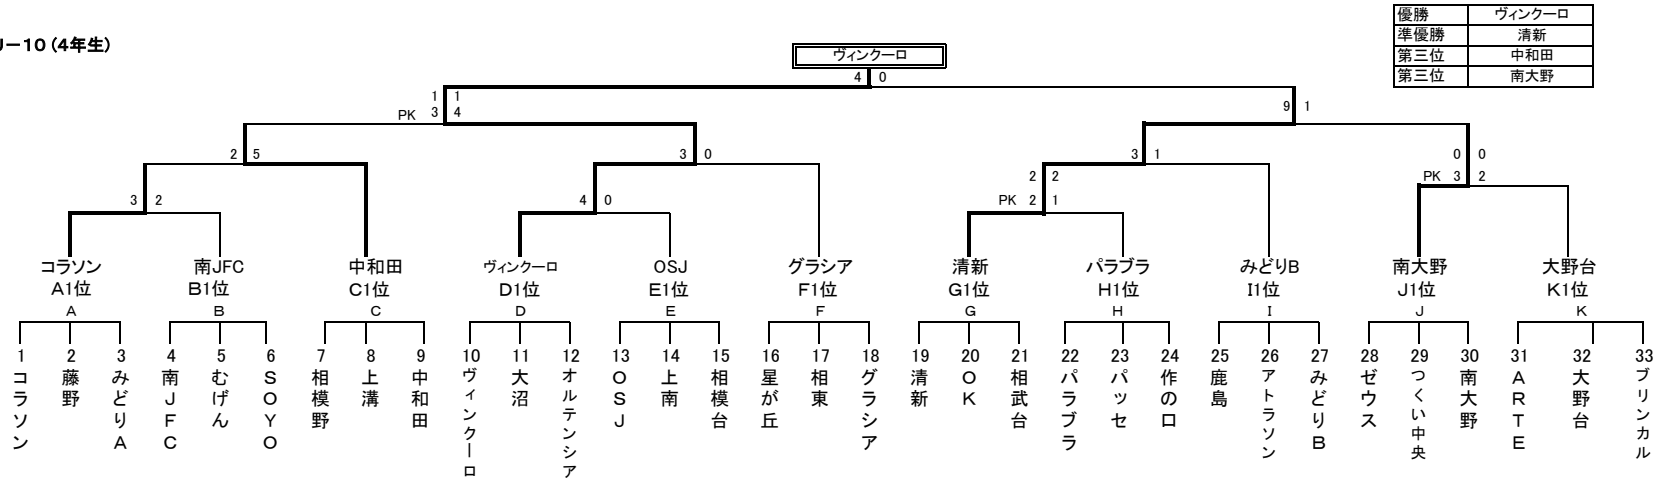 優勝 ヴィンクーロ
準優勝 清新
第三位 中和田
第三位 南大野
U－10（4年生）
ヴィンクーロ
4 0
1 1
PK 3 4
9 1
2 5
3 0
3 1
0 0
PK 3 2
3 2
4 0
2 2
PK 2 1
コラソン 南JFC 中和田 ヴィンクーロ OSJ グラシア 清新 パラブラ みどりB 南大野 大野台
A1位 B1位 C1位 D1位 E1位 F1位 G1位 H1位 I1位 J1位 K1位
A B C D E F G H I J K
1 コラソン
2 藤野
3 みどりA
4 南JFC
5 むげん
6 SOYO
7 相模野
8 上溝
9 中和田
10 ヴィンクーロ
11 大沼
12 オルテンシア
13 OSJ
14 上南
15 相模台
16 星が丘
17 相東
18 グラシア
19 清新
20 OK
21 相武台
22 パラブラ
23 パッセ
24 作の口
25 鹿島
26 アトラソン
27 みどりB
28 ゼウス
29 つくい中央
30 南大野
31 ARTE
32 大野台
33 ブリンカル